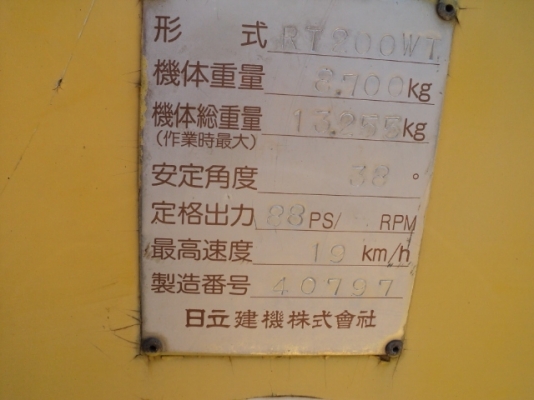 形 式 RT200WT
機体重量 8,700kg
機体総重量 13,255kg
(作業時最大)
安定角度 38 °
定格出力 88 PS/ RPM
最高速度 19 km/h
製造番号 40797
日立建機株式會社